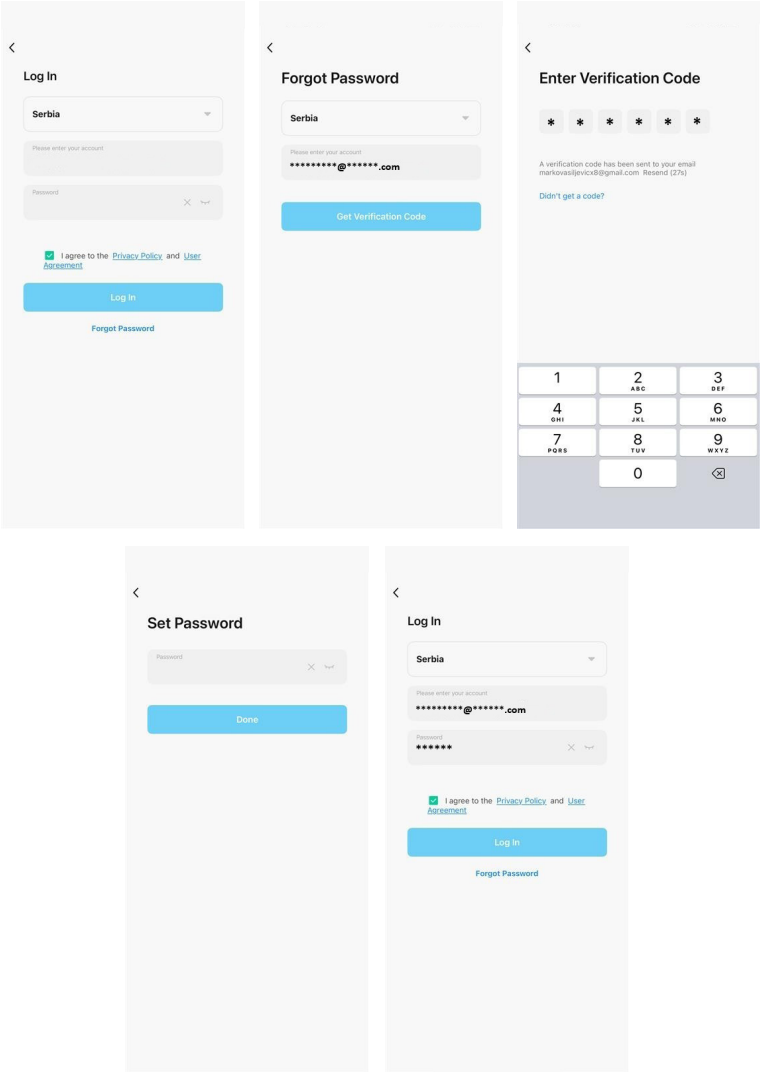 Log In
Serbia
Please enter your account
Password
I agree to the Privacy Policy and User
Agreement
Log In
Forgot Password
Forgot Password
Serbia
Please enter your account
*********@******.com
Get Verification Code
Enter Verification Code
* * * * * *
A verification code has been sent to your email
markovasiljevicx8@gmail.com Resend (27s)
Didn't get a code?
1 2 3
ABC DEF
4 5 6
GHI JKL MNO
7 8 9
PQRS TUV WXYZ
0
Set Password
Password
Done
Log In
Serbia
Please enter your account
*********@******.com
Password
******
I agree to the Privacy Policy and User
Agreement
Log In
Forgot Password